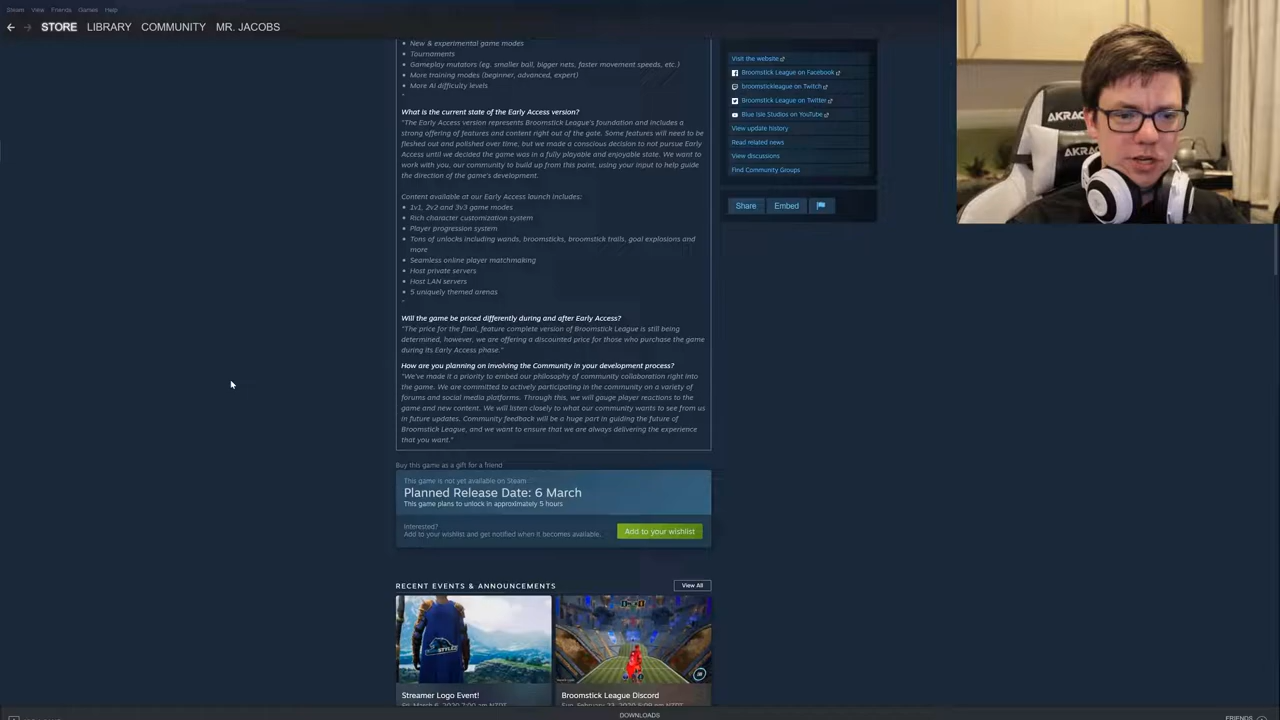 Steam View Friends Games Help
STORE LIBRARY COMMUNITY MR. JACOBS
New & experimental game modes
Tournaments
Gameplay mutators (eg. smaller ball, bigger nets, faster movement speeds, etc.)
More training modes (beginner, advanced, expert)
More AI difficulty levels
"
What is the current state of the Early Access version?
"The Early Access version represents Broomstick League's foundation and includes a
strong offering of features and content right out of the gate. Some features will need to be
fleshed out and polished over time, but we made a conscious decision to not pursue Early
Access until we decided the game was in a fully playable and enjoyable state. We want to
work with you, our community to build up from this point, using your input to help guide
the direction of the game's development.
Content available at our Early Access launch includes:
1v1, 2v2 and 3v3 game modes
Rich character customization system
Player progression system
Tons of unlocks including wands, broomsticks, broomstick trails, goal explosions and
more
Seamless online player matchmaking
Host private servers
Host LAN servers
5 uniquely themed arenas
"
Will the game be priced differently during and after Early Access?
"The price for the final, feature complete version of Broomstick League is still being
determined, however, we are offering a discounted price for those who purchase the game
during its Early Access phase."
How are you planning on involving the Community in your development process?
"We've made it a priority to embed our philosophy of community collaboration right into
the game. We are committed to actively participating in the community on a variety of
forums and social media platforms. Through this, we will gauge player reactions to the
game and new content. We will listen closely to what our community wants to see from us
in future updates. Community feedback will be a huge part in guiding the future of
Broomstick League, and we want to ensure that we are always delivering the experience
that you want."
Buy this game as a gift for a friend
This game is not yet available on Steam
Planned Release Date: 6 March
This game plans to unlock in approximately 5 hours
Interested?
Add to your wishlist and get notified when it becomes available.
Add to your wishlist
RECENT EVENTS & ANNOUNCEMENTS
View All
Streamer Logo Event!
Broomstick League Discord
Visit the website
Broomstick League on Facebook
broomstickleague on Twitch
Broomstick League on Twitter
Blue Isle Studios on YouTube
View update history
Read related news
View discussions
Find Community Groups
Share
Embed
AKRAC
AKRA
DOWNLOADS
FRIENDS